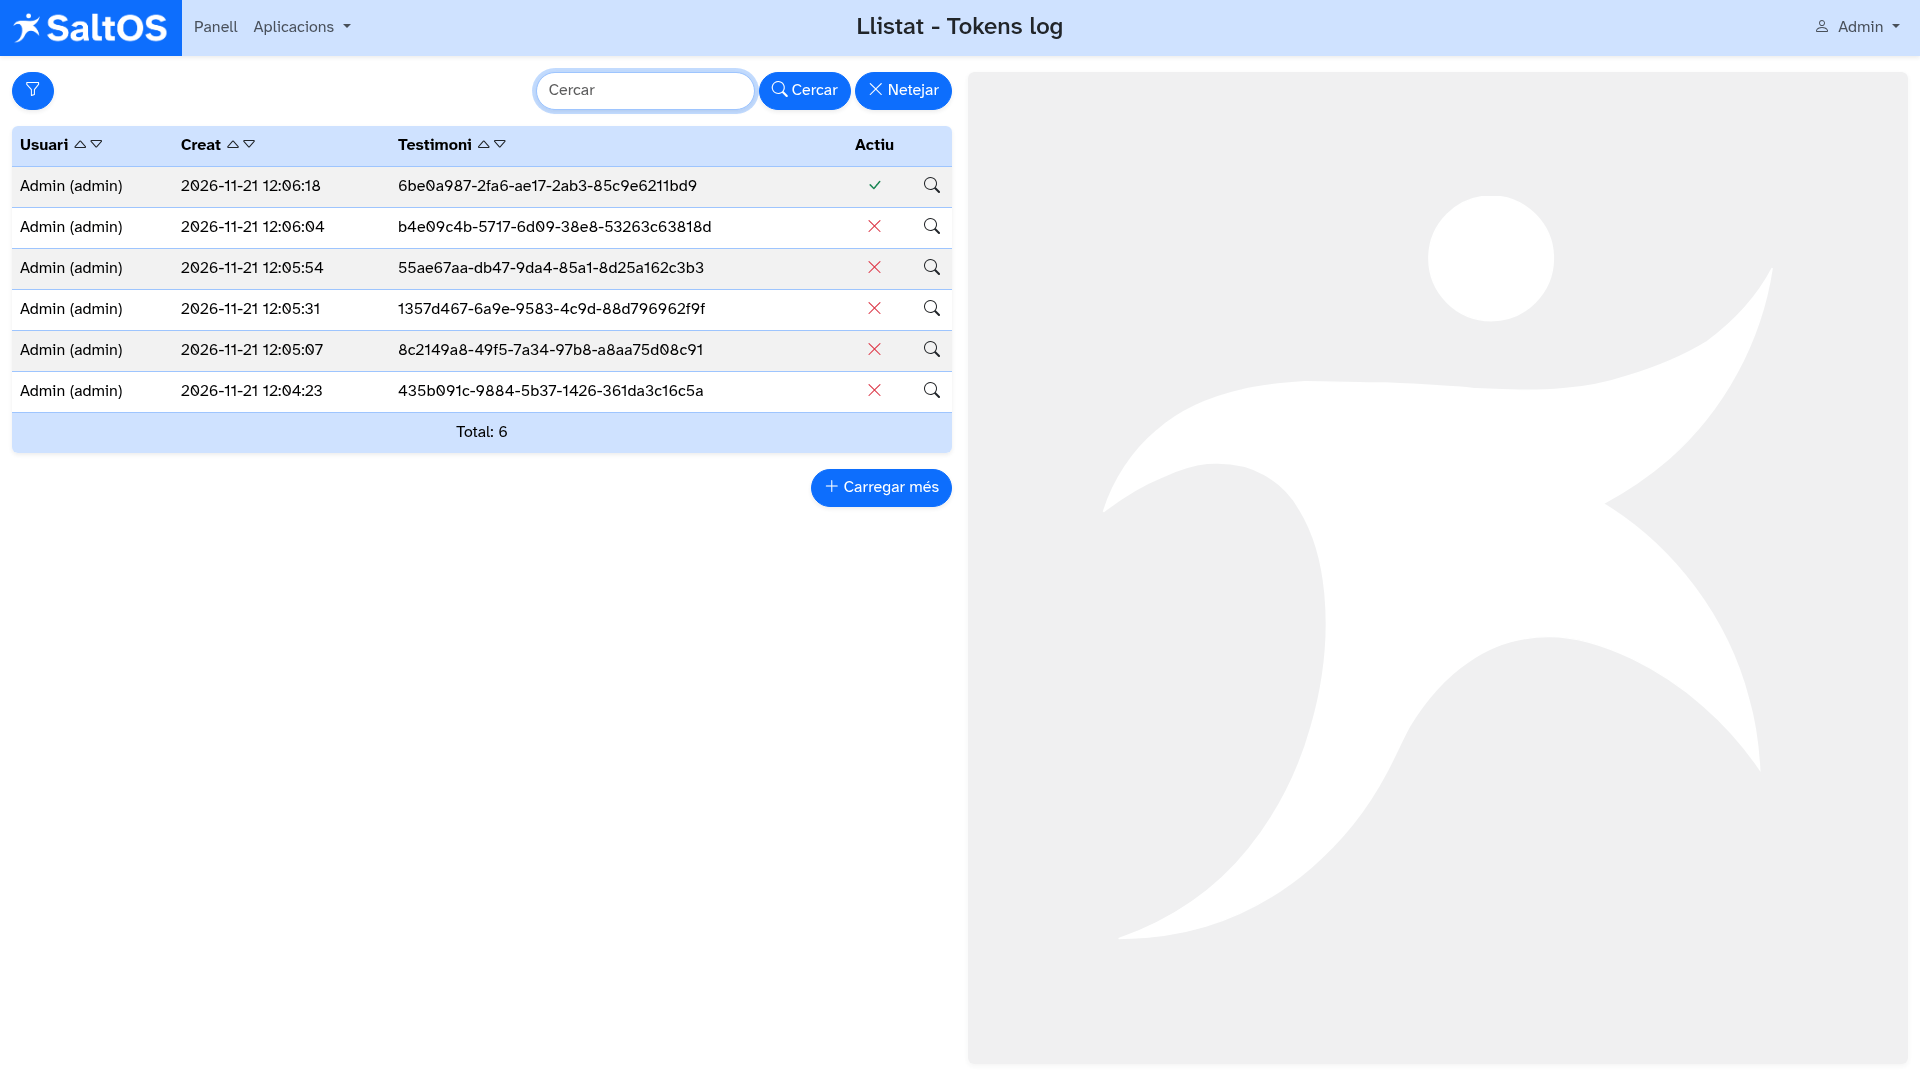 SaltOS Panell Aplicacions Llistat - Tokens log Admin
Cercar Cercar Netejar
Usuari Creat Testimoni Actiu
Admin (admin) 2026-11-21 12:06:18 6be0a987-2fa6-ae17-2ab3-85c9e6211bd9
Admin (admin) 2026-11-21 12:06:04 b4e09c4b-5717-6d09-38e8-53263c63818d
Admin (admin) 2026-11-21 12:05:54 55ae67aa-db47-9da4-85a1-8d25a162c3b3
Admin (admin) 2026-11-21 12:05:31 1357d467-6a9e-9583-4c9d-88d796962f9f
Admin (admin) 2026-11-21 12:05:07 8c2149a8-49f5-7a34-97b8-a8aa75d08c91
Admin (admin) 2026-11-21 12:04:23 435b091c-9884-5b37-1426-361da3c16c5a
Total: 6
Carregar més